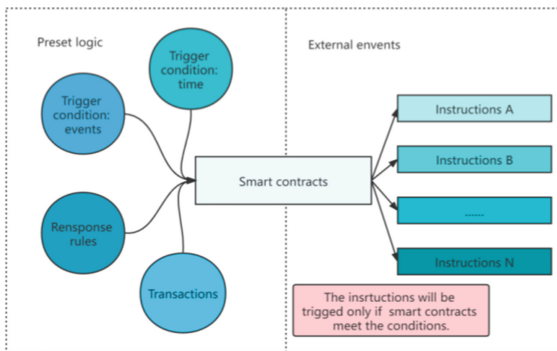 Preset logic
External envents
Trigger
condition:
time
Trigger
condition:
events
Instructions A
Instructions B
Smart contracts
......
Rensponse
rules
Instructions N
Transactions
The insrtuctions will be
trigged only if smart contracts
meet the conditions.